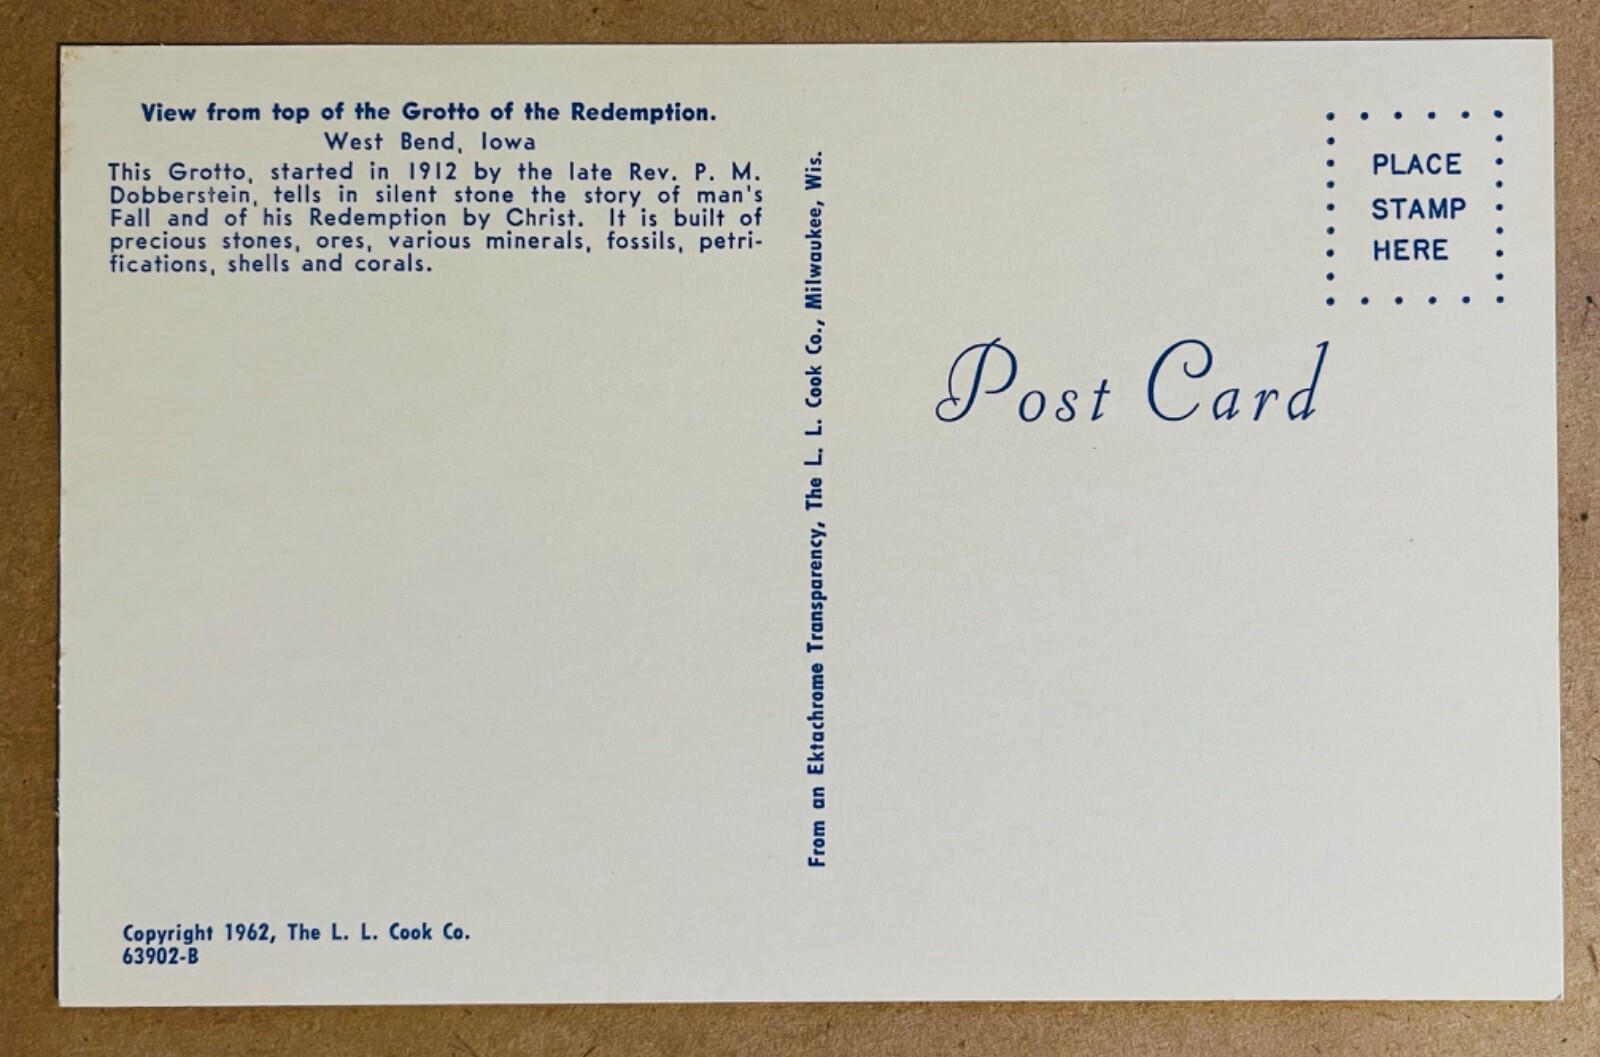 View from top of the Grotto of the Redemption.
West Bend, Iowa
This Grotto, started in 1912 by the late Rev. P. M.
Dobberstein, tells in silent stone the story of man's
Fall and of his Redemption by Christ. It is built of
precious stones, ores, various minerals, fossils, petri-
fications, shells and corals.
Copyright 1962, The L. L. Cook Co.
63902-B
From an Ektachrome Transparency, The L. L. Cook Co., Milwaukee, Wis.
PLACE
STAMP
HERE
Post Card